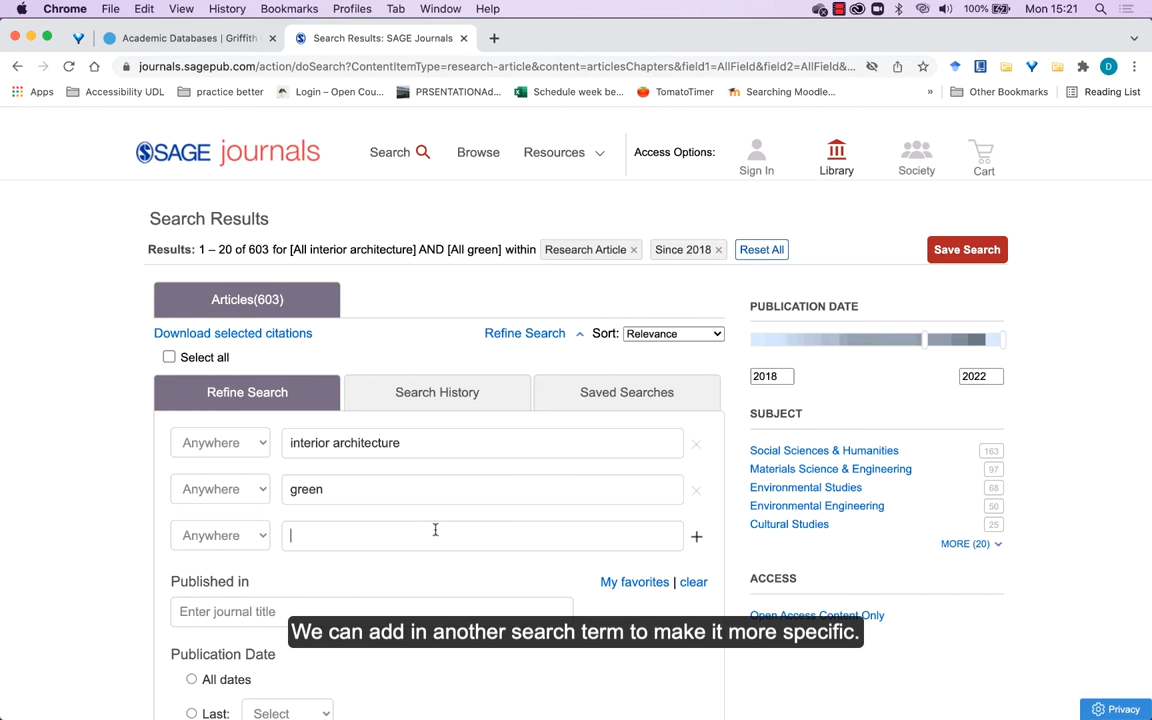 Chrome File Edit View History Bookmarks Profiles Tab Window Help 100% Mon 15:21
Academic Databases | Griffith Search Results: SAGE Journals
journals.sagepub.com/action/doSearch?ContentItemType=research-article&content=articlesChapters&field1=AllField&field2=AllField&...
Apps Accessibility UDL practice better Login – Open Cou... PRSENTATIONAd... Schedule week be... TomatoTimer Searching Moodle... » Other Bookmarks Reading List
SAGE journals Search Browse Resources Access Options: Sign In Library Society Cart
Search Results
Results: 1 – 20 of 603 for [All interior architecture] AND [All green] within Research Article × Since 2018 × Reset All Save Search
Articles(603)
Download selected citations Refine Search Sort: Relevance
Select all
Refine Search Search History Saved Searches
Anywhere interior architecture
Anywhere green
Anywhere
Published in My favorites | clear
Enter journal title
Publication Date
All dates
Last: Select
PUBLICATION DATE
2018 2022
SUBJECT
Social Sciences & Humanities 163
Materials Science & Engineering 97
Environmental Studies 68
Environmental Engineering 50
Cultural Studies 25
MORE (20)
ACCESS
Open Access Content Only
We can add in another search term to make it more specific.
Privacy